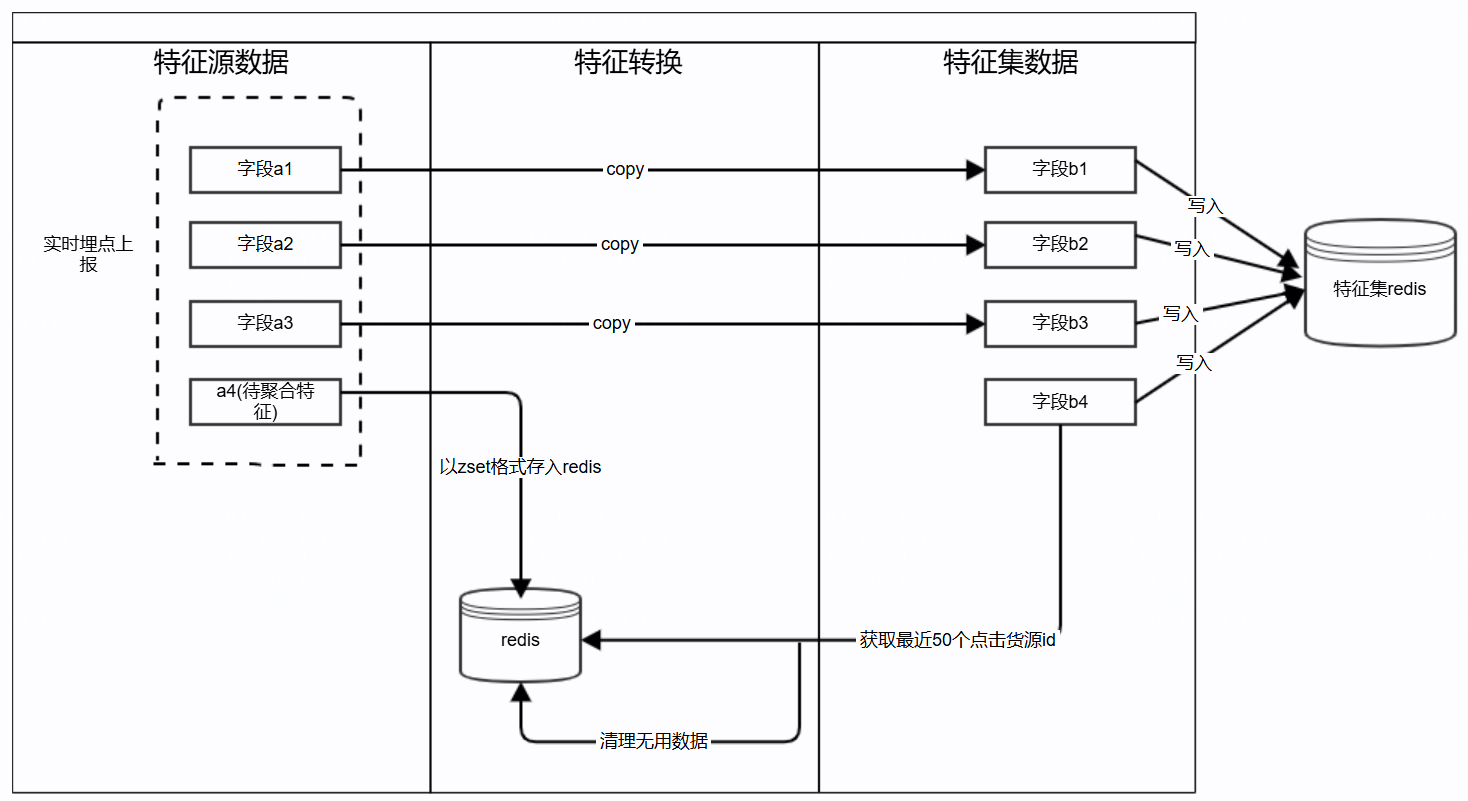 特征源数据
特征转换
特征集数据
字段a1
copy
字段b1
写入
字段a2
copy
字段b2
写入
实时埋点上
报
特征集redis
字段a3
copy
字段b3
写入
写入
a4(待聚合特
征)
字段b4
以zset格式存入redis
redis
获取最近50个点击货源id
清理无用数据